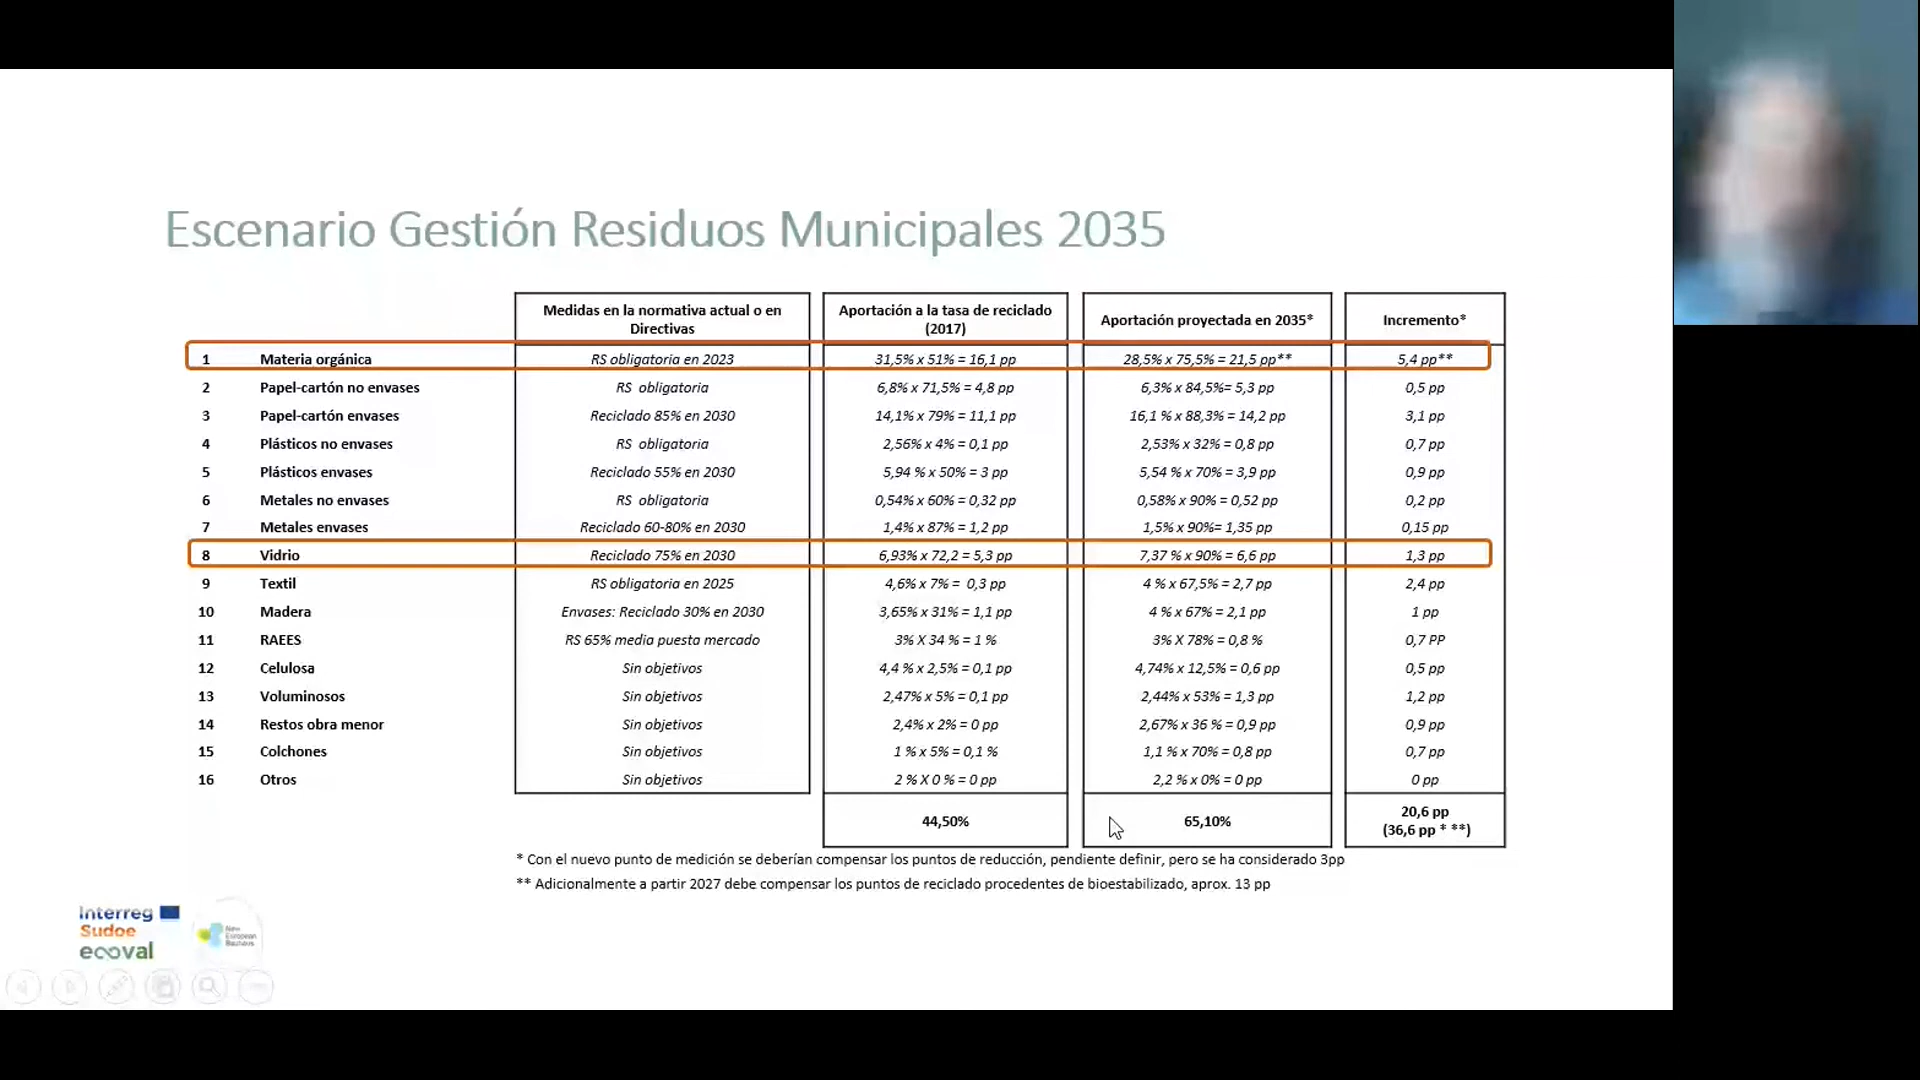 Escenario Gestión Residuos Municipales 2035
Medidas en la normativa actual o en
Directivas
Aportación a la tasa de reciclado
(2017)
Aportación proyectada en 2035*
Incremento*
1 Materia orgánica RS obligatoria en 2023 31,5% x 51% = 16,1 pp 28,5% x 75,5% = 21,5 pp** 5,4 pp**
2 Papel-cartón no envases RS obligatoria 6,8% x 71,5% = 4,8 pp 6,3% x 84,5%= 5,3 pp 0,5 pp
3 Papel-cartón envases Reciclado 85% en 2030 14,1% x 79% = 11,1 pp 16,1 % x 88,3% = 14,2 pp 3,1 pp
4 Plásticos no envases RS obligatoria 2,56% x 4% = 0,1 pp 2,53% x 32% = 0,8 pp 0,7 pp
5 Plásticos envases Reciclado 55% en 2030 5,94 % x 50% = 3 pp 5,54 % x 70% = 3,9 pp 0,9 pp
6 Metales no envases RS obligatoria 0,54% x 60% = 0,32 pp 0,58% x 90% = 0,52 pp 0,2 pp
7 Metales envases Reciclado 60-80% en 2030 1,4% x 87% = 1,2 pp 1,5% x 90%= 1,35 pp 0,15 pp
8 Vidrio Reciclado 75% en 2030 6,93% x 72,2 = 5,3 pp 7,37 % x 90% = 6,6 pp 1,3 pp
9 Textil RS obligatoria en 2025 4,6% x 7% = 0,3 pp 4 % x 67,5% = 2,7 pp 2,4 pp
10 Madera Envases: Reciclado 30% en 2030 3,65% x 31% = 1,1 pp 4 % x 67% = 2,1 pp 1 pp
11 RAEES RS 65% media puesta mercado 3% X 34 % = 1 % 3% X 78% = 0,8 % 0,7 PP
12 Celulosa Sin objetivos 4,4 % x 2,5% = 0,1 pp 4,74% x 12,5% = 0,6 pp 0,5 pp
13 Voluminosos Sin objetivos 2,47% x 5% = 0,1 pp 2,44% x 53% = 1,3 pp 1,2 pp
14 Restos obra menor Sin objetivos 2,4% x 2% = 0 pp 2,67% x 36 % = 0,9 pp 0,9 pp
15 Colchones Sin objetivos 1 % x 5% = 0,1 % 1,1 % x 70% = 0,8 pp 0,7 pp
16 Otros Sin objetivos 2 % X 0 % = 0 pp 2,2 % x 0% = 0 pp 0 pp
44,50% 65,10% 20,6 pp
(36,6 pp * **)
* Con el nuevo punto de medición se deberían compensar los puntos de reducción, pendiente definir, pero se ha considerado 3pp
** Adicionalmente a partir 2027 debe compensar los puntos de reciclado procedentes de bioestabilizado, aprox. 13 pp
Interreg
Sudoe
ecoval
New
European
Bauhaus